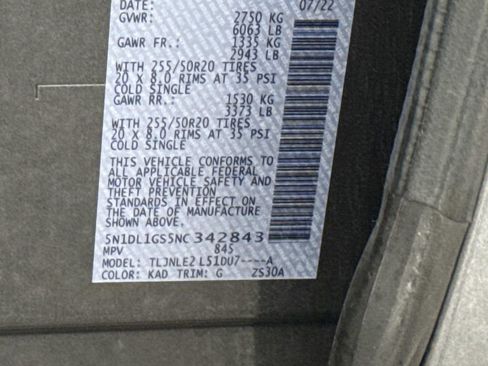 DATE: 07/22
GVWR: 2750 KG
6063 LB
GAWR FR.: 1335 KG
2943 LB
WITH 255/50R20 TIRES
20 X 8.0 RIMS AT 35 PSI
COLD SINGLE
GAWR RR.: 1530 KG
3373 LB
WITH 255/50R20 TIRES
20 X 8.0 RIMS AT 35 PSI
COLD SINGLE
THIS VEHICLE CONFORMS TO
ALL APPLICABLE FEDERAL
MOTOR VEHICLE SAFETY AND
THEFT PREVENTION
STANDARDS IN EFFECT ON
THE DATE OF MANUFACTURE
SHOWN ABOVE.
5N1DL1GS5NC 342843
MPV 845
MODEL: TLJNLE2 L51DU7----A
COLOR: KAD TRIM: G ZS30A